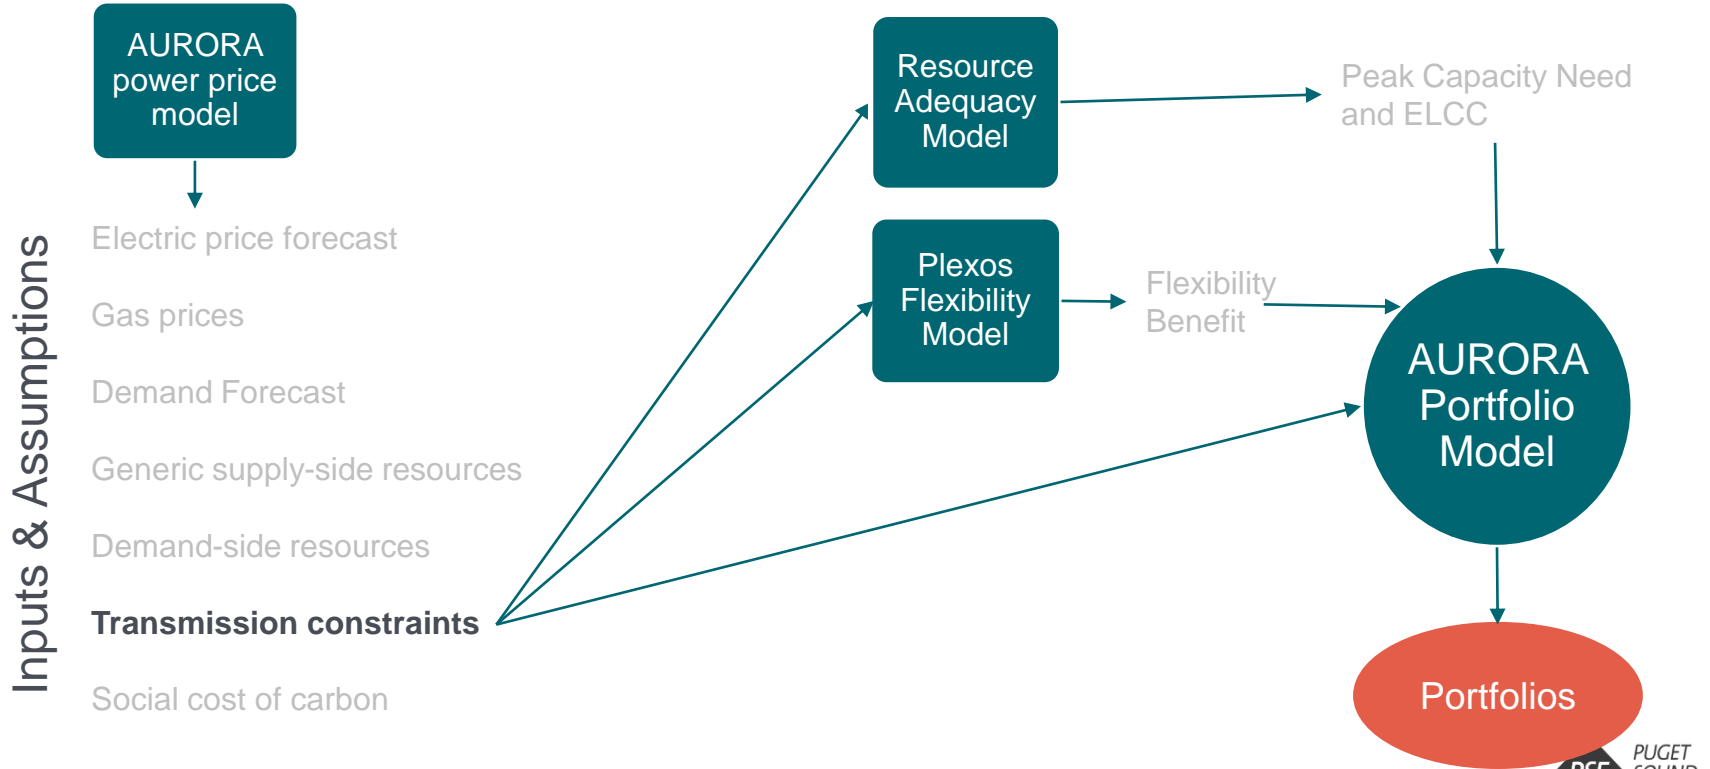 AURORA
power price
model
Inputs & Assumptions
Electric price forecast
Gas prices
Demand Forecast
Generic supply-side resources
Demand-side resources
Transmission constraints
Social cost of carbon
Resource
Adequacy
Model
Peak Capacity Need
and ELCC
Plexos
Flexibility
Model
Flexibility
Benefit
AURORA
Portfolio
Model
Portfolios
PSE
PUGET
SOUND